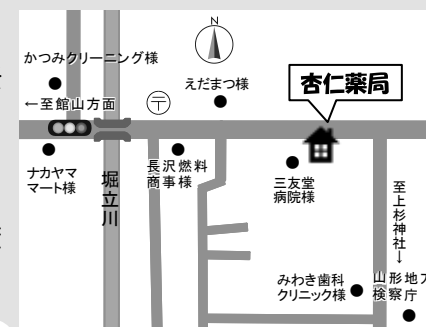 かつみクリーニング様
えだまつ様
杏仁薬局
←至館山方面
〒
ナカヤマ
マート様
堀立川
長沢燃料
商事様
三友堂
病院様
至上杉神社→
みわき歯科
クリニック様
山形地方
検察庁